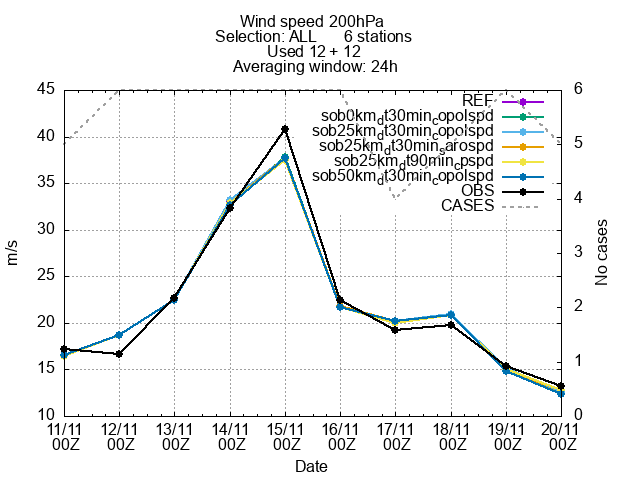 Wind speed 200hPa
Selection: ALL 6 stations
Used 12 + 12
Averaging window: 24h
REF
sob0km_dt30min_copolspd
sob25km_dt30min_copolspd
sob25km_dt30min_sarospd
sob25km_dt90min_cpspd
sob50km_dt30min_copolspd
OBS
CASES
45
40
35
30
25
20
15
10
m/s
6
5
4
3
2
1
0
No cases
11/11 12/11 13/11 14/11 15/11 16/11 17/11 18/11 19/11 20/11
00Z 00Z 00Z 00Z 00Z 00Z 00Z 00Z 00Z 00Z
Date